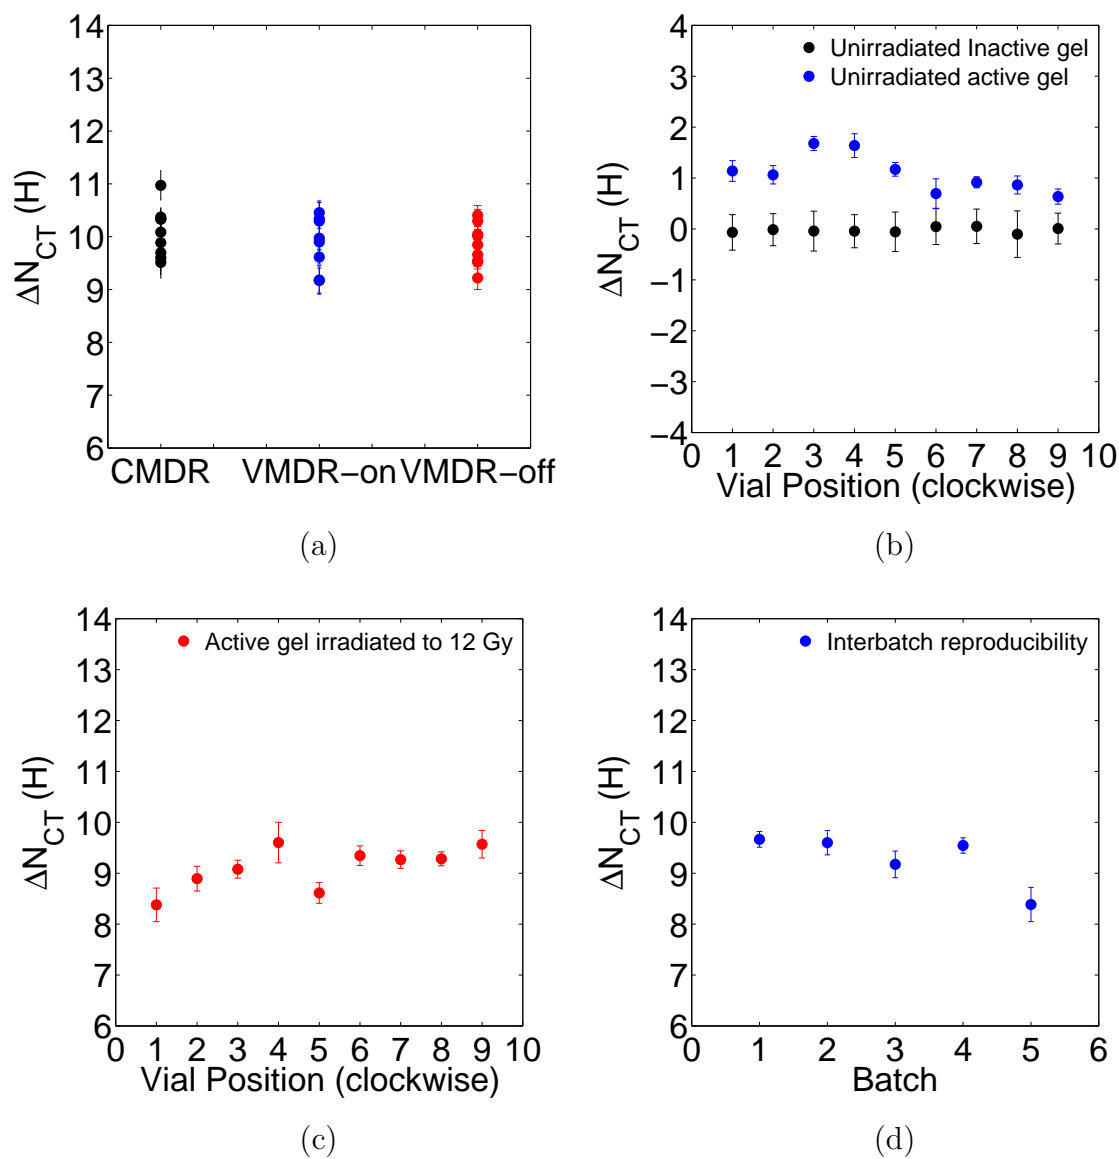 14
13
12
11
10
9
8
7
6
ΔN_CT (H)
CMDR VMDR−on VMDR−off
(a)
4
3
2
1
0
−1
−2
−3
−4
ΔN_CT (H)
Unirradiated Inactive gel
Unirradiated active gel
0 1 2 3 4 5 6 7 8 9 10
Vial Position (clockwise)
(b)
14
13
12
11
10
9
8
7
6
ΔN_CT (H)
Active gel irradiated to 12 Gy
0 1 2 3 4 5 6 7 8 9 10
Vial Position (clockwise)
(c)
14
13
12
11
10
9
8
7
6
ΔN_CT (H)
Interbatch reproducibility
0 1 2 3 4 5 6
Batch
(d)